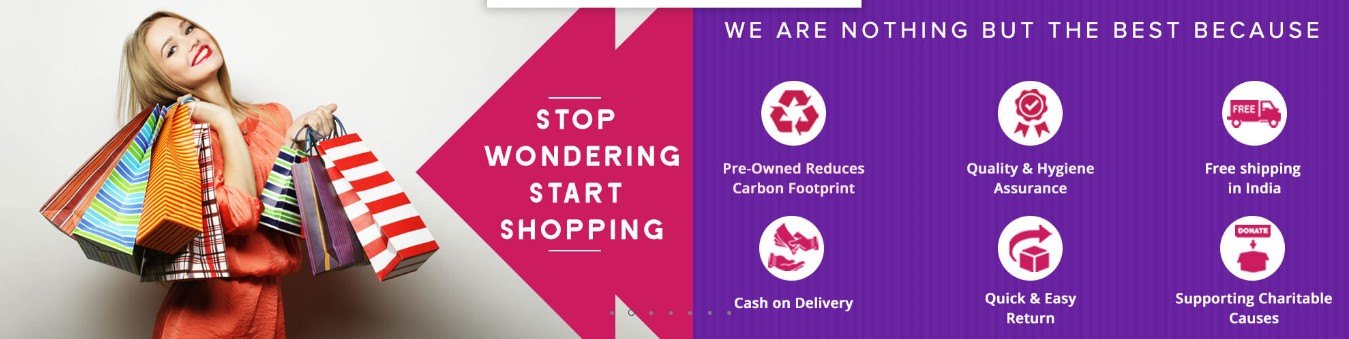 STOP
WONDERING
START
SHOPPING
WE ARE NOTHING BUT THE BEST BECAUSE
Pre-Owned Reduces
Carbon Footprint
Quality & Hygiene
Assurance
FREE
Free shipping
in India
Cash on Delivery
Quick & Easy
Return
DONATE
Supporting Charitable
Causes